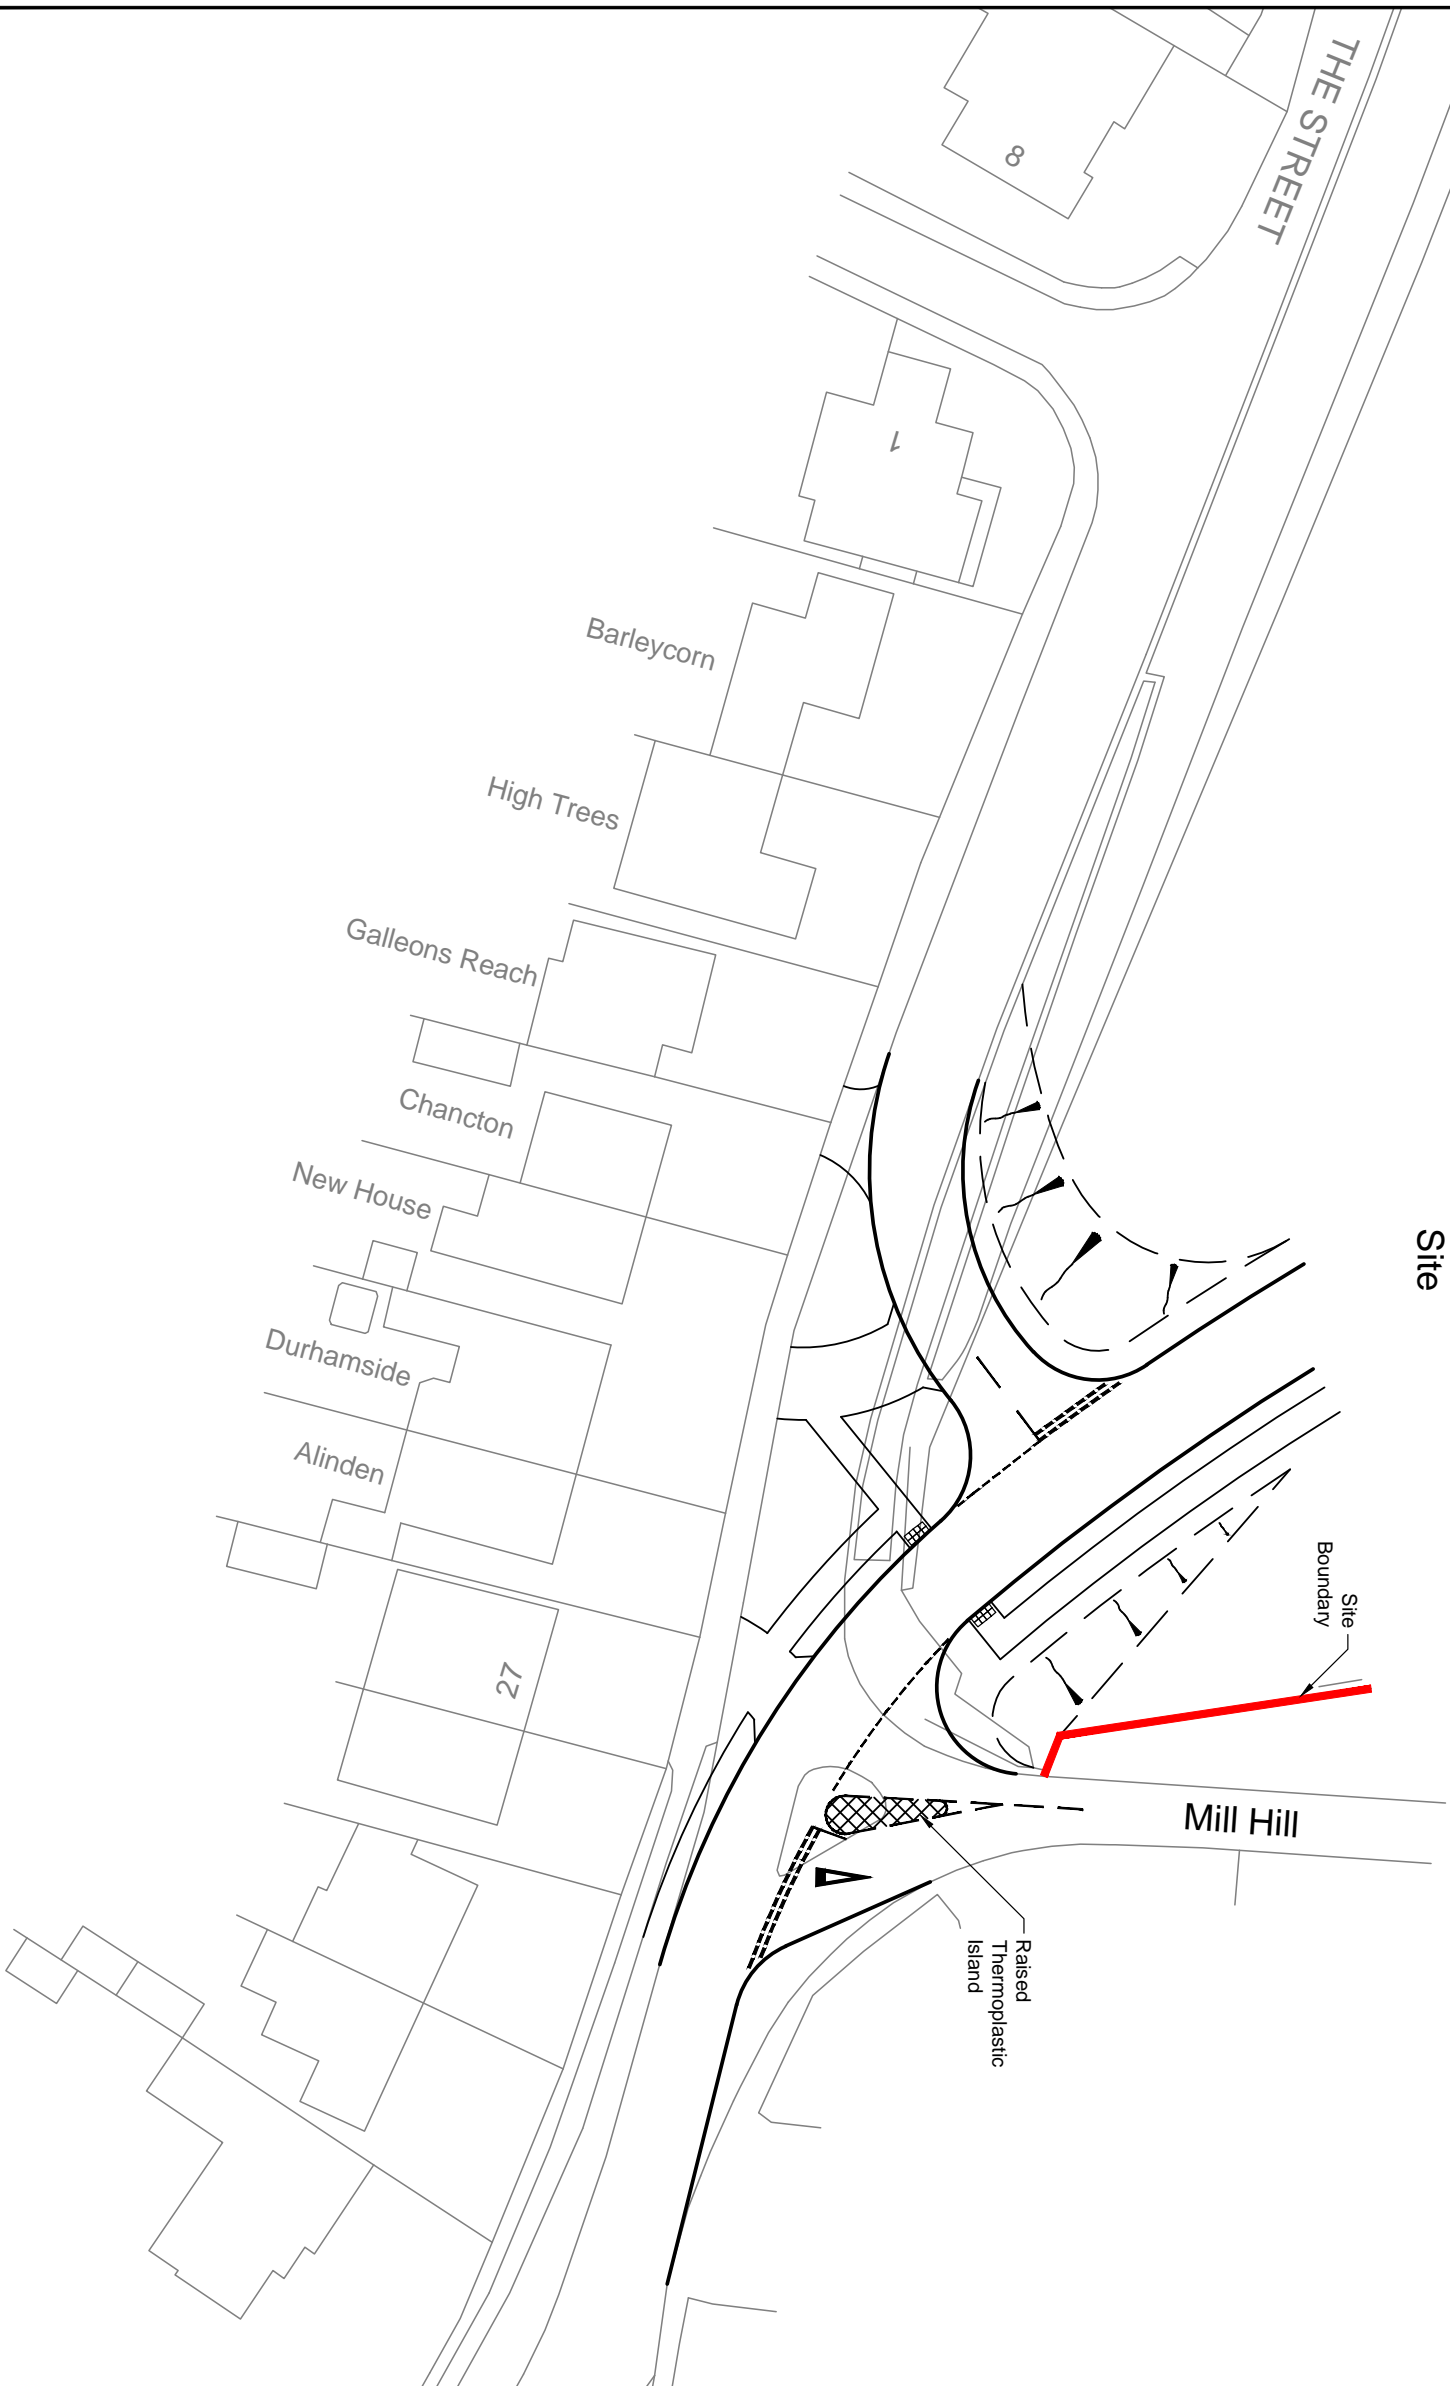 THE STREET
8
1
Barleycorn
High Trees
Galleons Reach
Chancton
New House
Site
Durhamside
Alinden
Site
Boundary
27
Mill Hill
Raised
Thermoplastic
Island